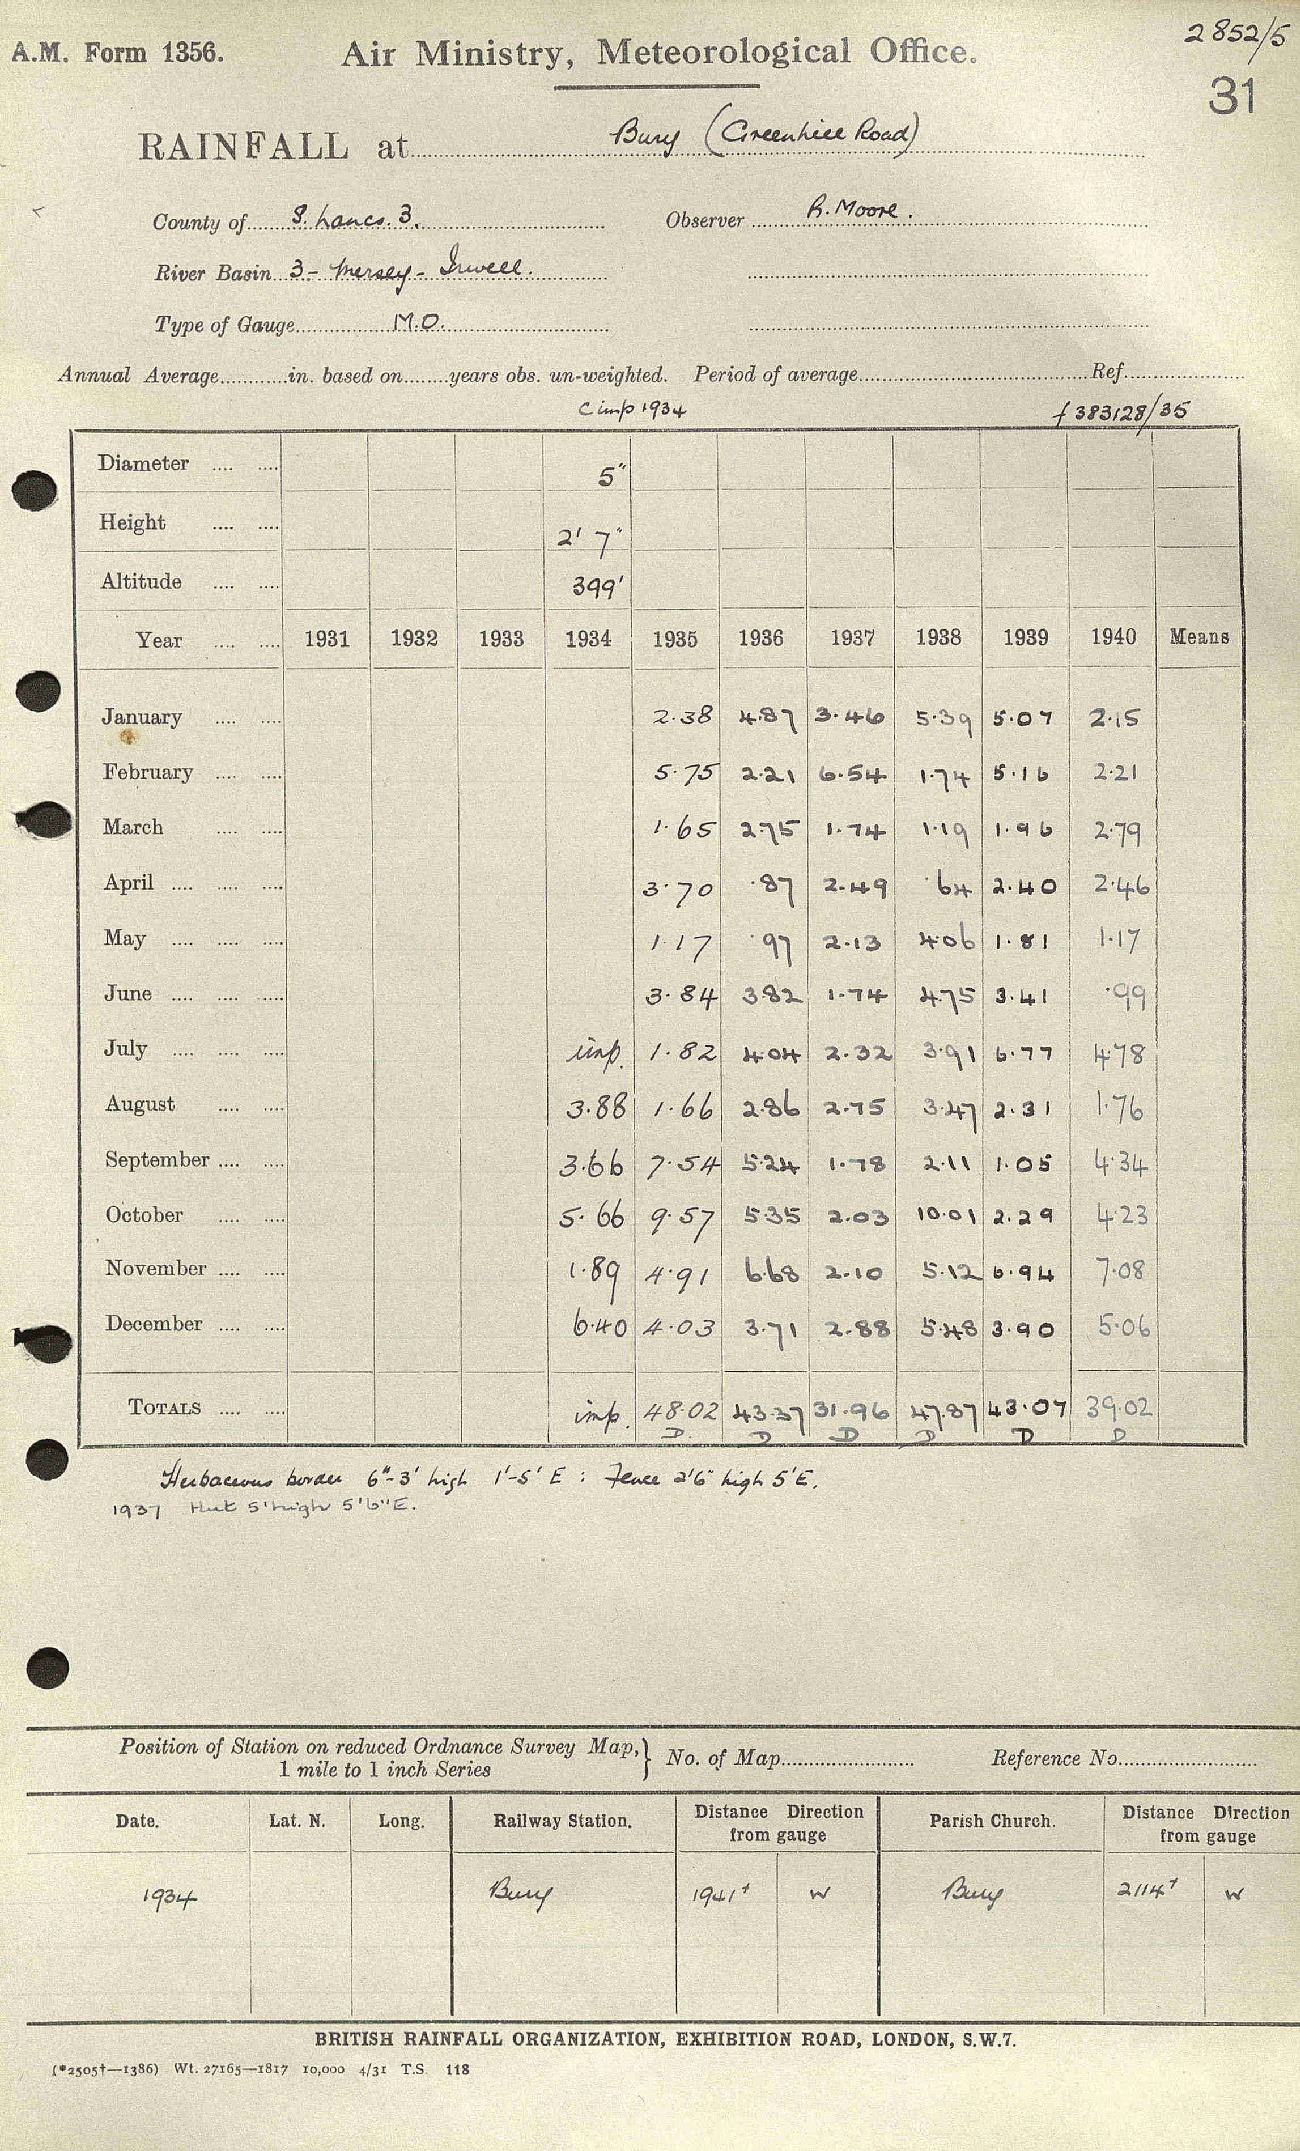 2852/5
A.M. Form 1356. Air Ministry, Meteorological Office.
31
RAINFALL at Bury (Greenhill Road)
County of S. Lancs. 3. Observer R. Moore.
River Basin 3 - Mersey - Irwell.
Type of Gauge M.O.
Annual Average in. based on years obs. un-weighted. Period of average Ref.
C imp 1934 f 383128/35
Diameter 5"
Height 2' 7"
Altitude 399'
Year 1931 1932 1933 1934 1935 1936 1937 1938 1939 1940 Means
January 2.38 4.87 3.46 5.39 5.07 2.15
February 5.75 2.21 6.54 1.74 5.16 2.21
March 1.65 2.75 1.74 1.19 1.96 2.79
April 3.70 .87 2.49 .64 2.40 2.46
May 1.17 .97 2.13 4.06 1.81 1.17
June 3.84 3.82 1.74 4.75 3.41 .99
July imp. 1.82 4.04 2.32 3.91 6.77 4.78
August 3.88 1.66 2.86 2.75 3.47 2.31 1.76
September 3.66 7.54 5.24 1.78 2.11 1.05 4.34
October 5.66 9.57 5.35 2.03 10.01 2.29 4.23
November 1.89 4.91 6.68 2.10 5.12 6.94 7.08
December 6.40 4.03 3.71 2.88 5.48 3.90 5.06
TOTALS imp. 48.02 43.37 31.96 47.87 43.07 39.02
D D D D D D
Herbaceous border 6"-3' high 1'-5' E : Fence 2'6" high 5' E.
1937 Hut 5' high 5'6" E.
Position of Station on reduced Ordnance Survey Map, } No. of Map Reference No.
1 mile to 1 inch Series
Date. Lat. N. Long. Railway Station. Distance Direction from gauge Parish Church. Distance Direction from gauge
1934 Bury 1941+ W Bury 2114+ W
BRITISH RAINFALL ORGANIZATION, EXHIBITION ROAD, LONDON, S.W.7.
(*2505†—1386) Wt. 27165—1817 10,000 4/31 T.S. 118